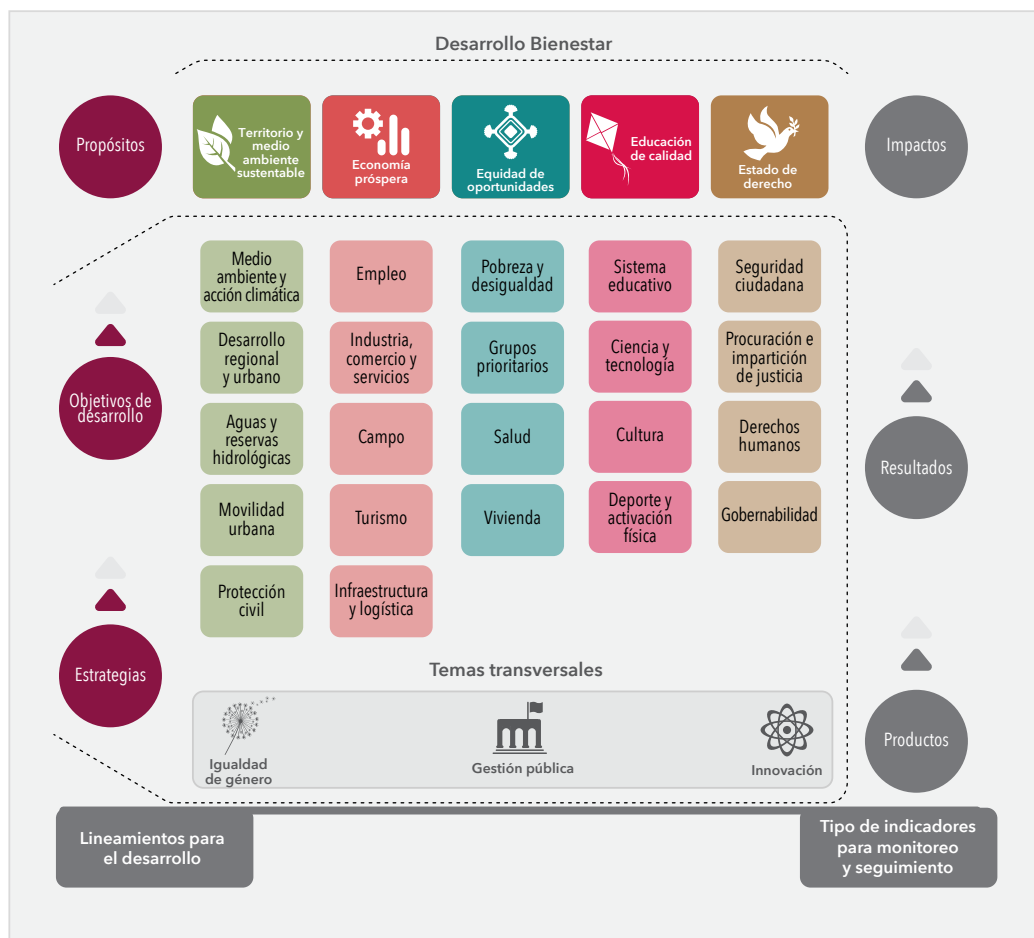 Desarrollo Bienestar
Propósitos
Territorio y
medio
ambiente
sustentable
Economía
próspera
Equidad de
oportunidades
Educación
de calidad
Estado de
derecho
Impactos
Medio
ambiente y
acción climática
Empleo
Pobreza y
desigualdad
Sistema
educativo
Seguridad
ciudadana
Desarrollo
regional
y urbano
Industria,
comercio y
servicios
Grupos
prioritarios
Ciencia y
tecnología
Procuración e
impartición
de justicia
Objetivos de
desarrollo
Aguas y
reservas
hidrológicas
Campo
Salud
Cultura
Derechos
humanos
Resultados
Movilidad
urbana
Turismo
Vivienda
Deporte y
activación
física
Gobernabilidad
Protección
civil
Infraestructura
y logística
Estrategias
Temas transversales
Igualdad
de género
Gestión pública
Innovación
Productos
Lineamientos para
el desarrollo
Tipo de indicadores
para monitoreo
y seguimiento